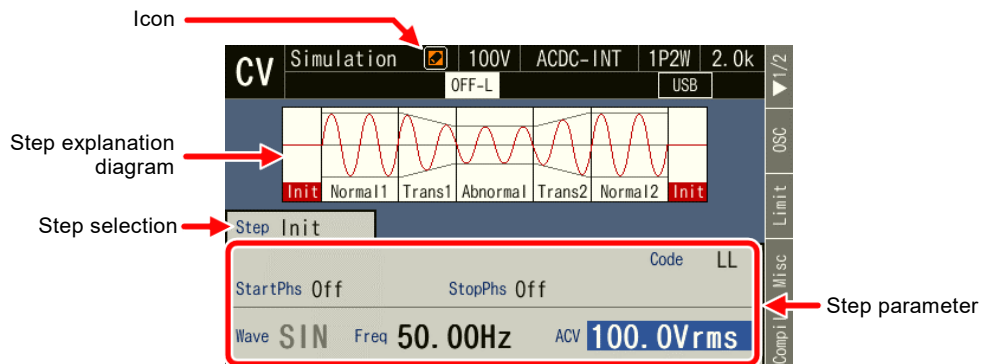 Icon
CV Simulation 100V ACDC-INT 1P2W 2.0k
OFF-L USB
▼1/2
OSC
Limit
Misc
Compil
Step explanation
diagram
Init Normal1 Trans1 Abnormal Trans2 Normal2 Init
Step selection
Step Init
Code LL
StartPhs Off StopPhs Off
Step parameter
Wave SIN Freq 50.00Hz ACV 100.0Vrms